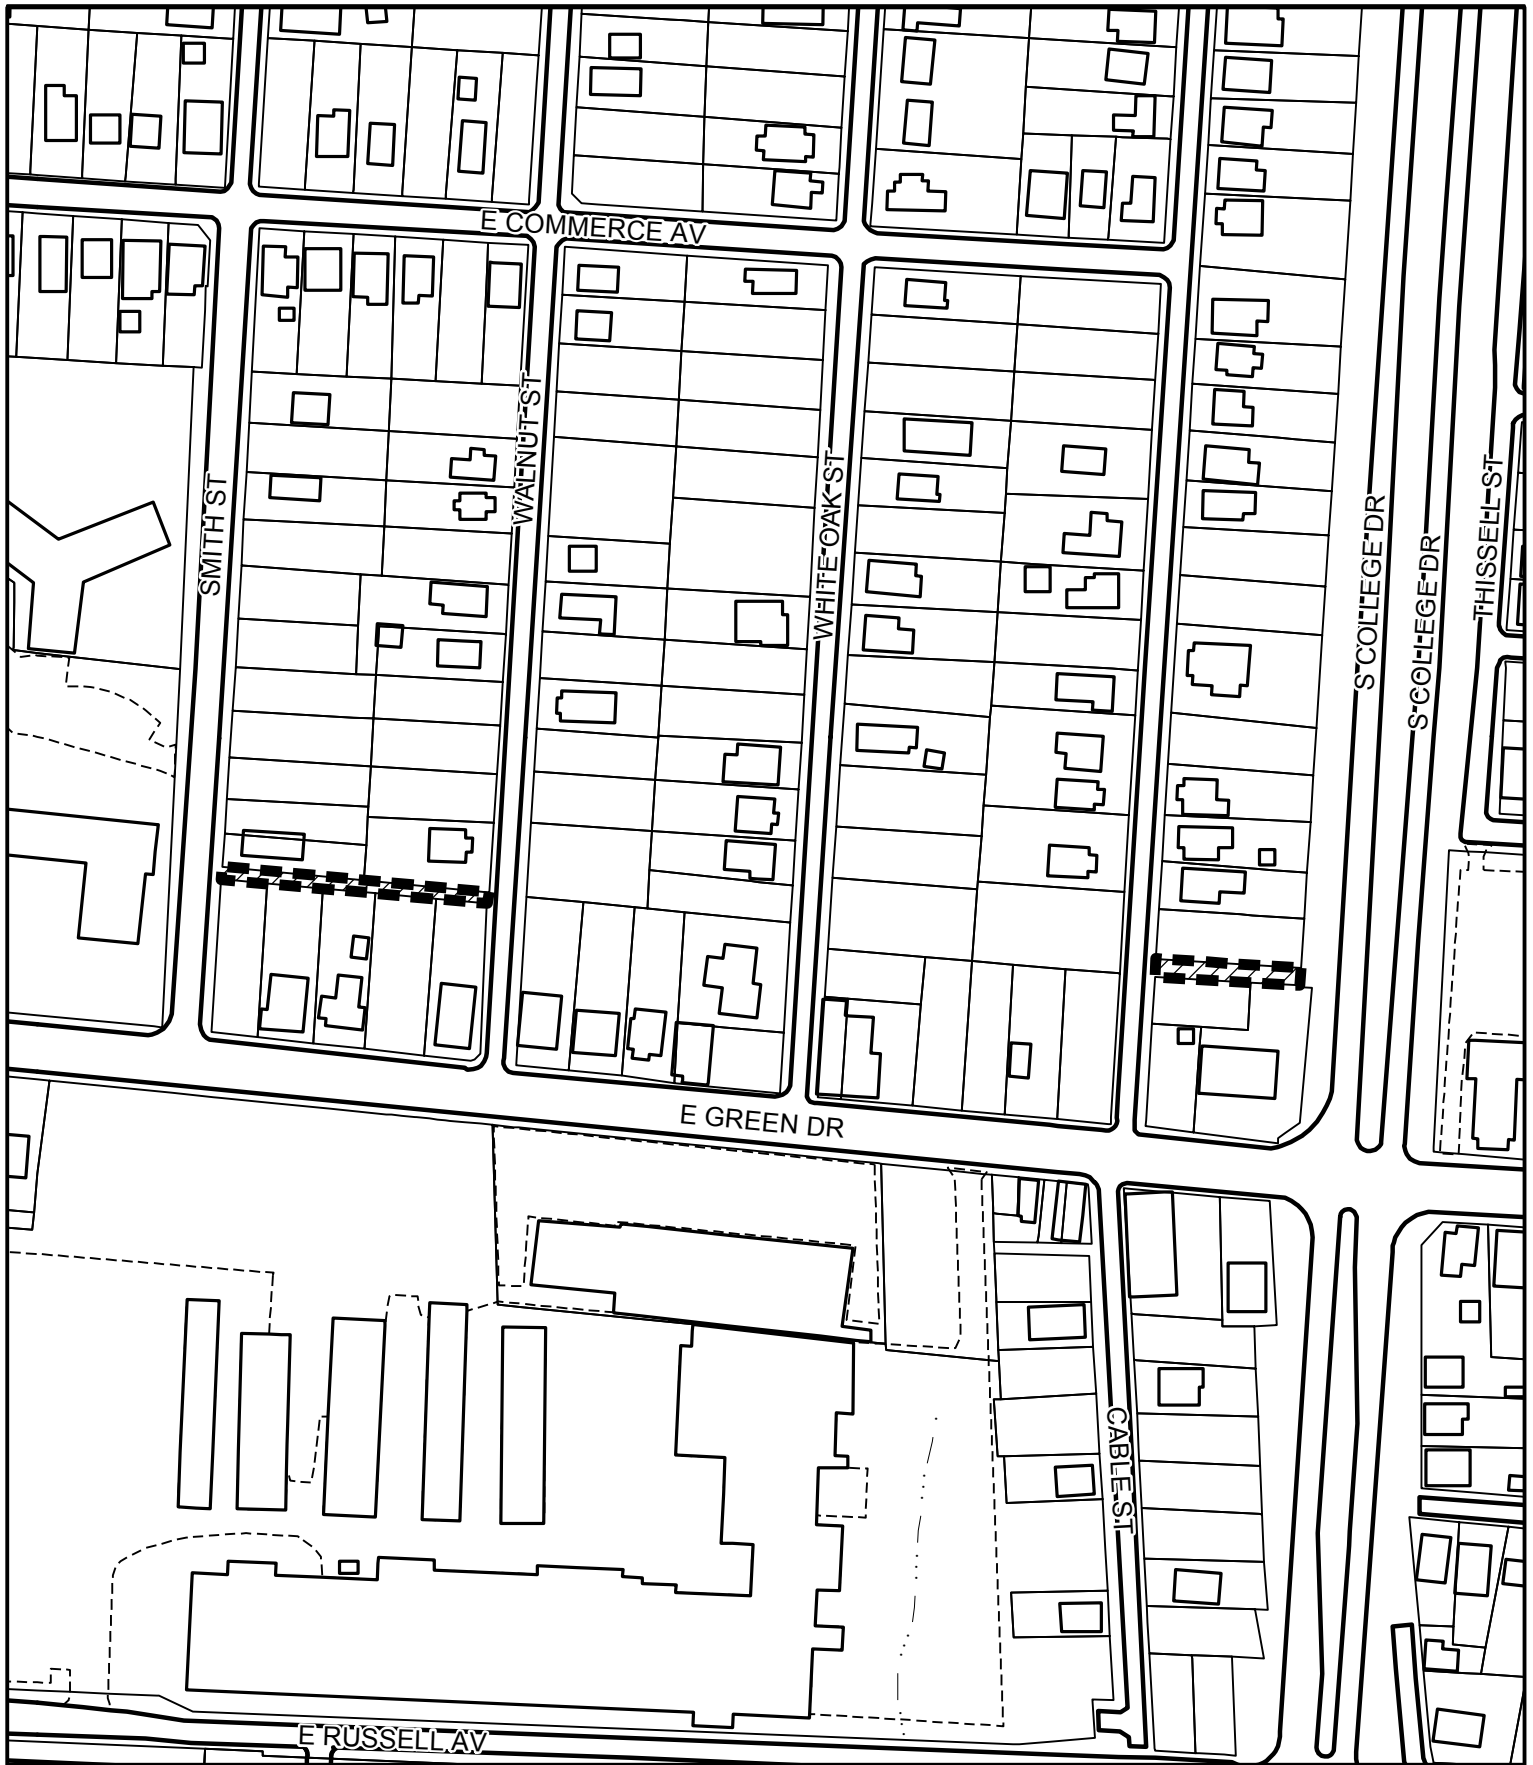 E COMMERCE AV
WALNUT ST
SMITH ST
WHITE OAK ST
S COLLEGE DR
S COLLEGE DR
THISSELL ST
E GREEN DR
CABLE ST
E RUSSELL AV